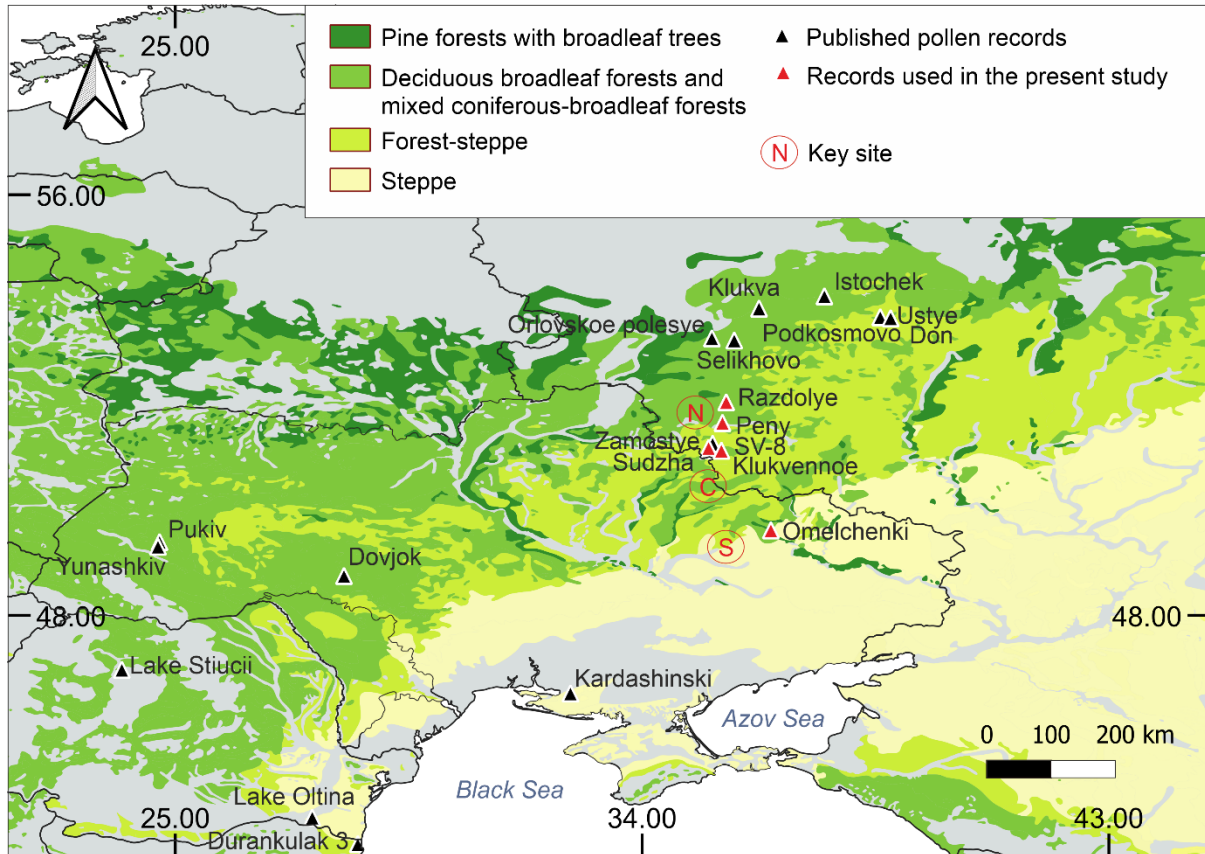 25.00
Pine forests with broadleaf trees
Deciduous broadleaf forests and
mixed coniferous-broadleaf forests
Forest-steppe
Steppe
Published pollen records
Records used in the present study
N Key site
56.00
Klukva
Istochek
Orlovskoe polesye
Podkosmovo
Ustye
Don
Selikhovo
Razdolye
N
Peny
Zamostye
SV-8
Sudzha
Klukvennoe
C
Omelchenki
S
Pukiv
Yunashkiv
Dovjok
48.00
48.00
Lake Stiucii
Kardashinski
Azov Sea
0 100 200 km
Black Sea
Lake Oltina
25.00
34.00
43.00
Durankulak 3